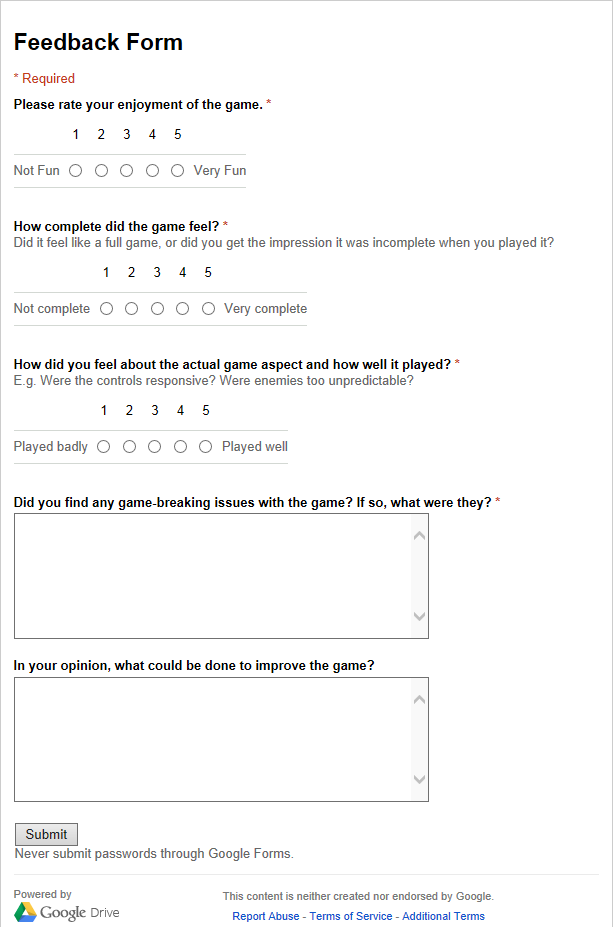 Feedback Form
* Required
Please rate your enjoyment of the game. *
1 2 3 4 5
Not Fun Very Fun
How complete did the game feel? *
Did it feel like a full game, or did you get the impression it was incomplete when you played it?
1 2 3 4 5
Not complete Very complete
How did you feel about the actual game aspect and how well it played? *
E.g. Were the controls responsive? Were enemies too unpredictable?
1 2 3 4 5
Played badly Played well
Did you find any game-breaking issues with the game? If so, what were they? *
In your opinion, what could be done to improve the game?
Submit
Never submit passwords through Google Forms.
Powered by
Google Drive
This content is neither created nor endorsed by Google.
Report Abuse - Terms of Service - Additional Terms